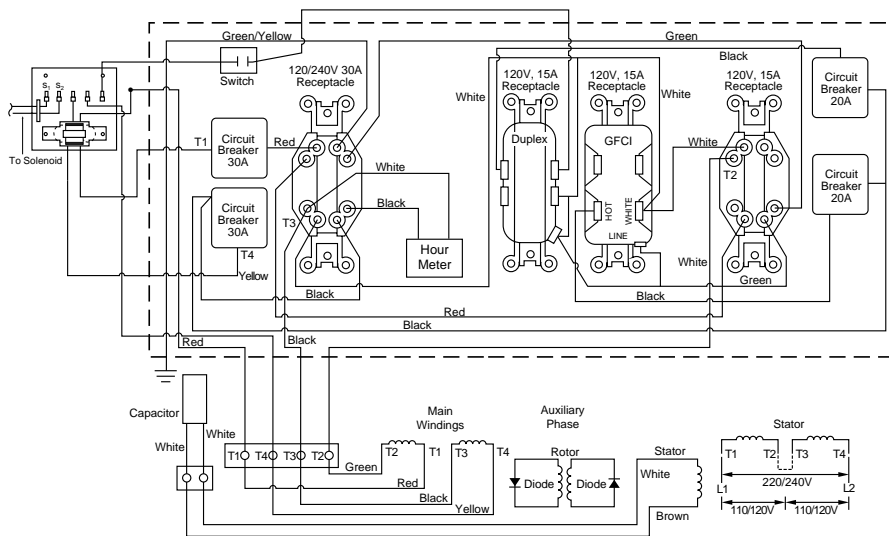 Green/Yellow
Switch
120/240V 30A
Receptacle
120V, 15A
Receptacle
120V, 15A
Receptacle
120V, 15A
Receptacle
Green
Black
White
White
Circuit
Breaker
20A
S1
S2
To Solenoid
T1
Circuit
Breaker
30A
Red
White
Duplex
GFCI
White
T2
Circuit
Breaker
20A
Circuit
Breaker
30A
T3
Black
HOT
WHITE
LINE
T4
Yellow
Hour
Meter
White
Green
Black
Black
Red
Black
Red
Black
Capacitor
White
White
T1
T4
T3
T2
Main
Windings
T2
T1
T3
T4
Green
Red
Black
Yellow
Auxiliary
Phase
Rotor
Diode
Diode
Stator
White
Brown
Stator
T1
T2
T3
T4
220/240V
L1
L2
110/120V
110/120V